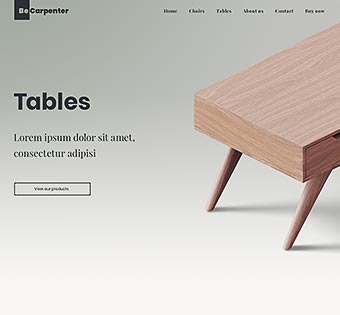 BeCarpenter
Home Chairs Tables About us Contact Buy now
Tables
Lorem ipsum dolor sit amet,
consectetur adipisi
View our products